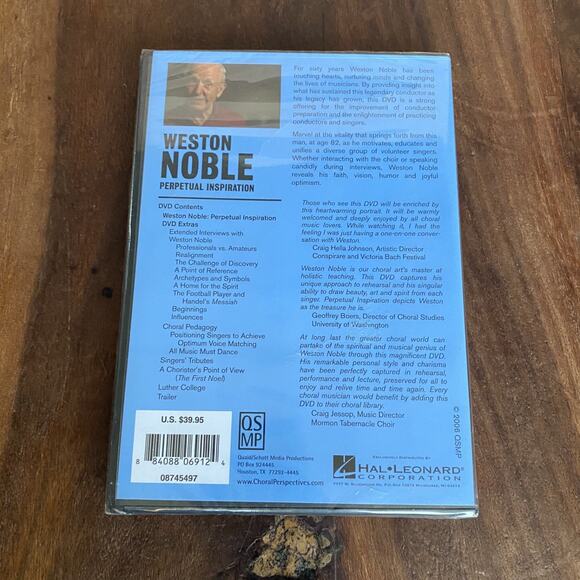 For sixty years Weston Noble has been
touching hearts, nurturing minds and changing
the lives of musicians. By providing insight into
what has sustained this legendary conductor as
his legacy has grown, this DVD is a strong
offering for the improvement of conductor
preparation and the enlightenment of practicing
conductors and singers.
Marvel at the vitality that springs forth from this
man, at age 82, as he motivates, educates and
unifies a diverse group of volunteer singers.
Whether interacting with the choir or speaking
candidly during interviews, Weston Noble
reveals his faith, vision, humor and joyful
optimism.
WESTON
NOBLE
PERPETUAL INSPIRATION
DVD Contents
Weston Noble: Perpetual Inspiration
DVD Extras
Extended Interviews with
Weston Noble
Professionals vs. Amateurs
Realignment
The Challenge of Discovery
A Point of Reference
Archetypes and Symbols
A Home for the Spirit
The Football Player and
Handel's Messiah
Beginnings
Influences
Choral Pedagogy
Positioning Singers to Achieve
Optimum Voice Matching
All Music Must Dance
Singers' Tributes
A Chorister's Point of View
(The First Noel)
Luther College
Trailer
Those who see this DVD will be enriched by
this heartwarming portrait. It will be warmly
welcomed and deeply enjoyed by all choral
music lovers. While watching it, I had the
feeling I was just having a one-on-one conver-
sation with Weston.
Craig Hella Johnson, Artistic Director
Conspirare and Victoria Bach Festival
Weston Noble is our choral art's master at
holistic teaching. This DVD captures his
unique approach to rehearsal and his singular
ability to draw beauty, art and spirit from each
singer. Perpetual Inspiration depicts Weston
as the treasure he is.
Geoffrey Boers, Director of Choral Studies
University of Washington
At long last the greater choral world can
partake of the spiritual and musical genius of
Weston Noble through this magnificent DVD.
His remarkable personal style and charisma
have been perfectly captured in rehearsal,
performance and lecture, preserved for all to
enjoy and relive time and time again. Every
choral musician would benefit by adding this
DVD to their choral library.
Craig Jessop, Music Director
Mormon Tabernacle Choir
© 2006 QSMP
U.S. $39.95
8 84088 06912 4
08745497
QS
MP
Quaid/Schott Media Productions
PO Box 924445
Houston, TX 77292-4445
www.ChoralPerspectives.com
EXCLUSIVELY DISTRIBUTED BY
HAL•LEONARD®
CORPORATION
7777 W. BLUEMOUND RD. P.O. BOX 13819 MILWAUKEE, WI 53213